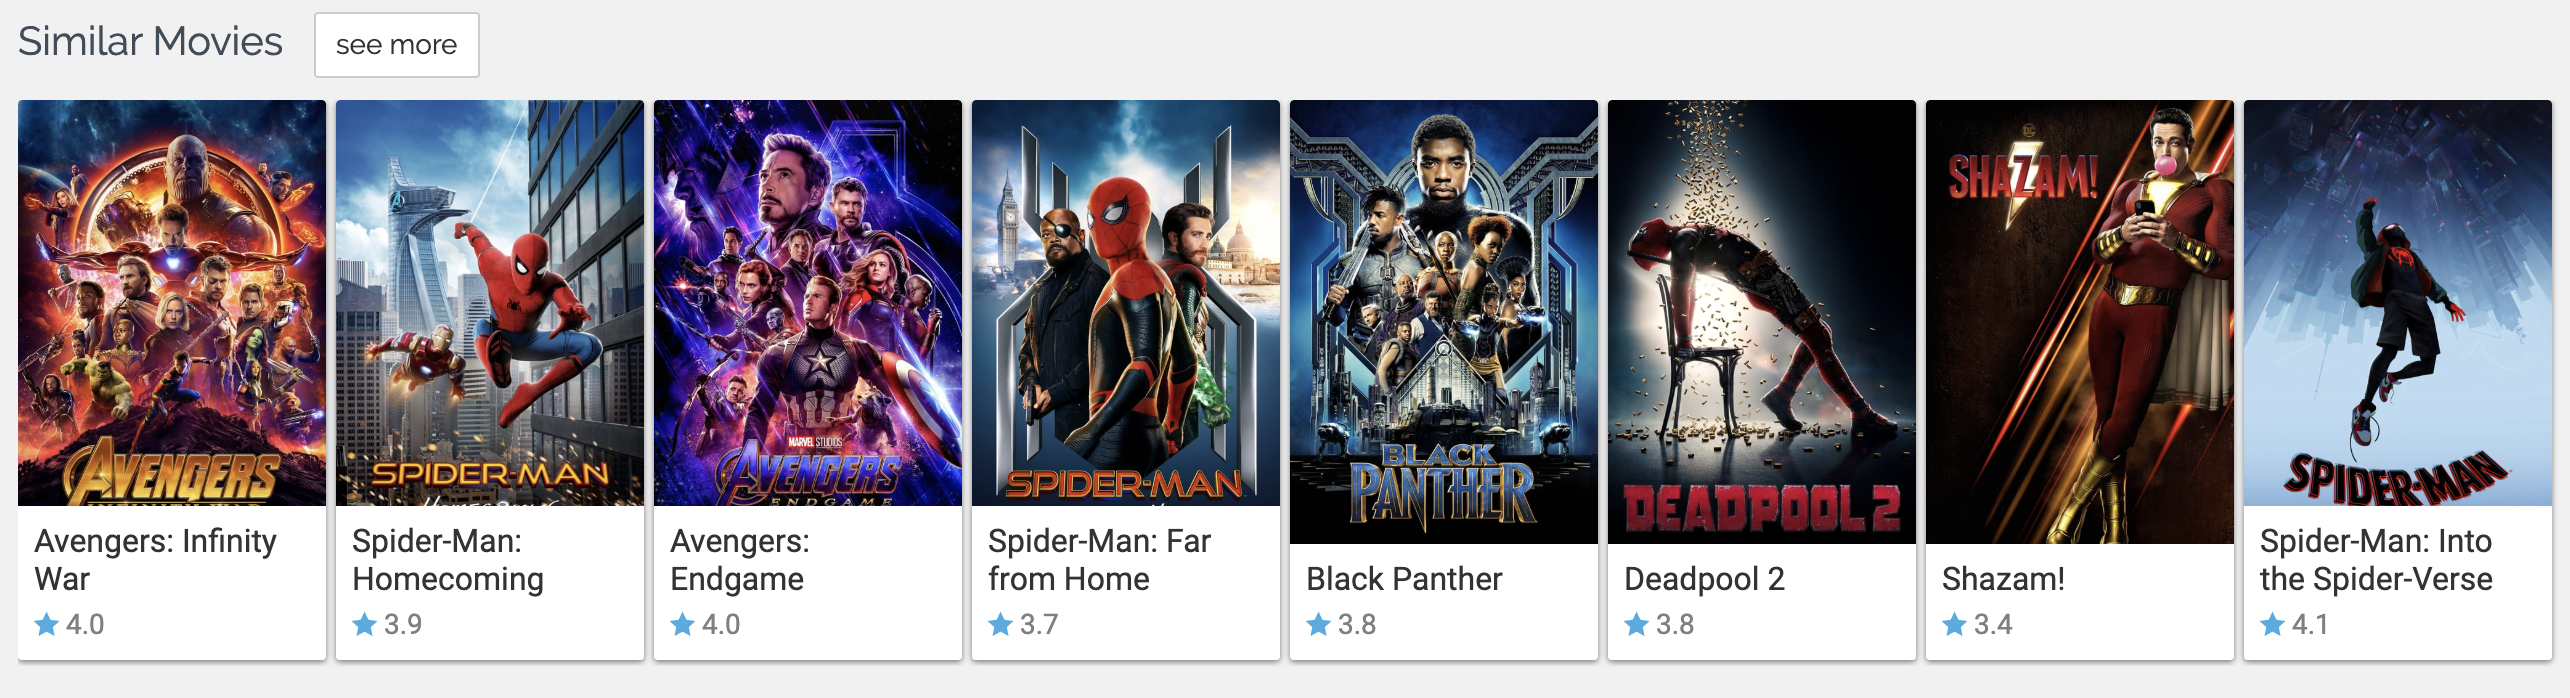 Similar Movies
see more
AVENGERS
SPIDER-MAN
MARVEL STUDIOS
AVENGERS
ENDGAME
SPIDER-MAN
BLACK
PANTHER
DEADPOOL 2
DC
SHAZAM!
SPIDER-MAN
Avengers: Infinity
War
4.0
Spider-Man:
Homecoming
3.9
Avengers:
Endgame
4.0
Spider-Man: Far
from Home
3.7
Black Panther
3.8
Deadpool 2
3.8
Shazam!
3.4
Spider-Man: Into
the Spider-Verse
4.1